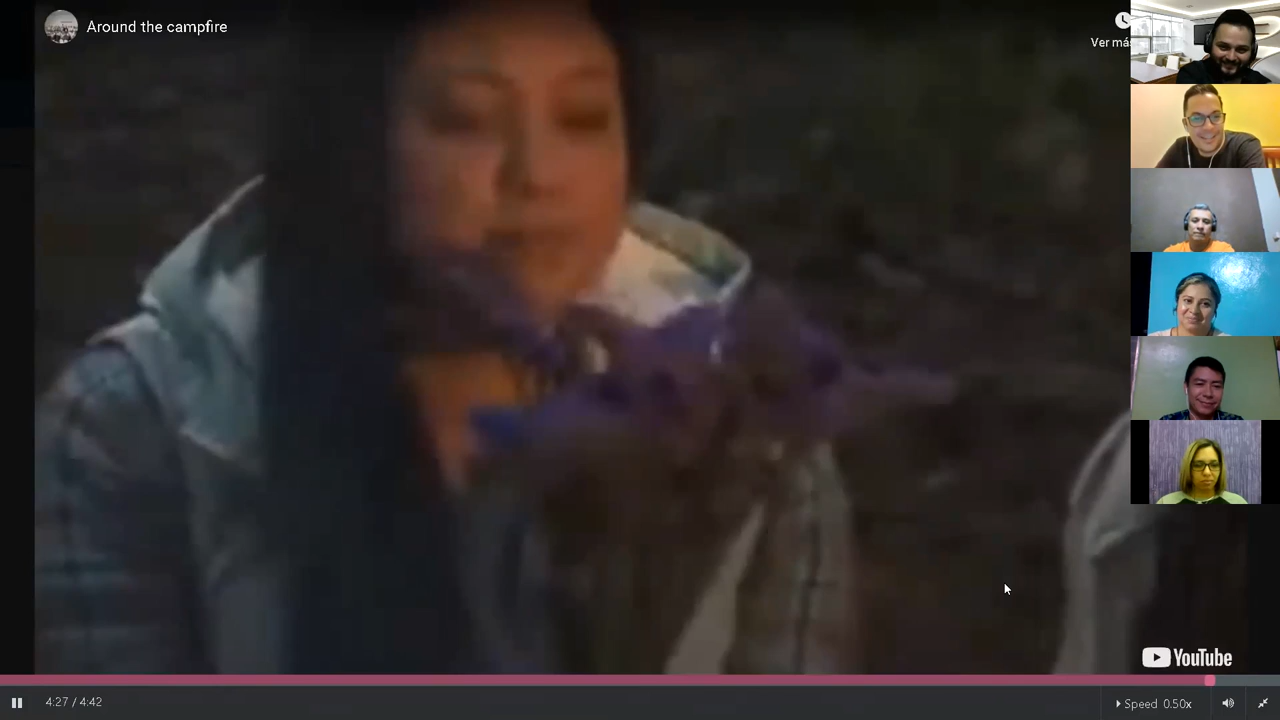 Around the campfire
Ver má
YouTube
4:27 / 4:42
Speed 0.50x